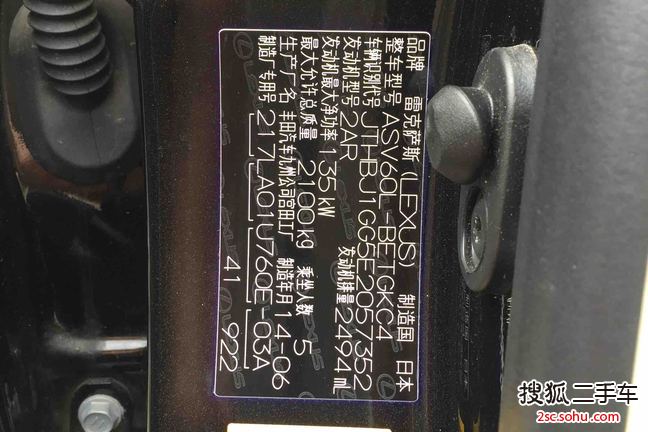 品牌 雷克萨斯 (LEXUS) 制造国 日本
整车型号 ASV60L-BETGKC4
车辆识别代号 JTHBJ1GG5E2057352
发动机型号 2AR 发动机排量 2494 ml
发动机最大净功率 135 kW
最大允许总质量 2100 kg 乘坐人数 5
生产厂名 丰田汽车九州公司宫田工厂 制造年月 14-06
制造厂专用号 217LA01U760E-03A
41 922
搜狐二手车
2sc.sohu.com